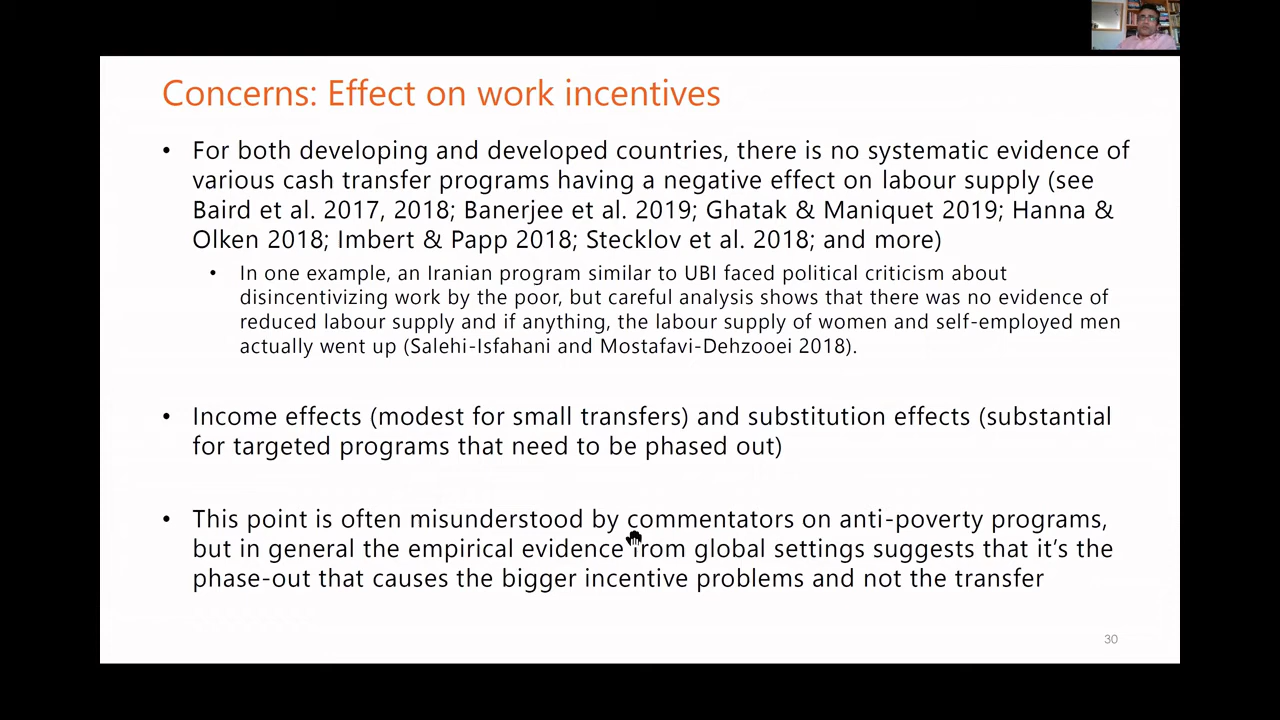 Concerns: Effect on work incentives
• For both developing and developed countries, there is no systematic evidence of
various cash transfer programs having a negative effect on labour supply (see
Baird et al. 2017, 2018; Banerjee et al. 2019; Ghatak & Maniquet 2019; Hanna &
Olken 2018; Imbert & Papp 2018; Stecklov et al. 2018; and more)
• In one example, an Iranian program similar to UBI faced political criticism about
disincentivizing work by the poor, but careful analysis shows that there was no evidence of
reduced labour supply and if anything, the labour supply of women and self-employed men
actually went up (Salehi-Isfahani and Mostafavi-Dehzooei 2018).
• Income effects (modest for small transfers) and substitution effects (substantial
for targeted programs that need to be phased out)
• This point is often misunderstood by commentators on anti-poverty programs,
but in general the empirical evidence from global settings suggests that it’s the
phase-out that causes the bigger incentive problems and not the transfer
30